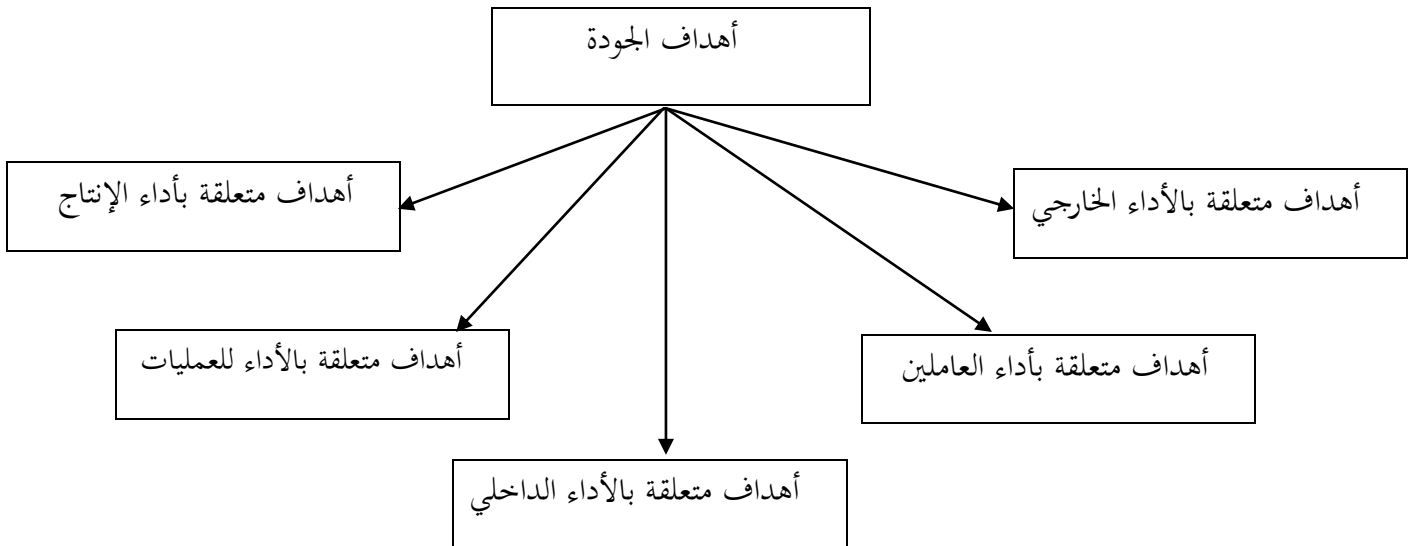 أهداف الجودة
أهداف متعلقة بالأداء الخارجي
أهداف متعلقة بأداء الإنتاج
أهداف متعلقة بأداء العاملين
أهداف متعلقة بالأداء للعمليات
أهداف متعلقة بالأداء الداخلي